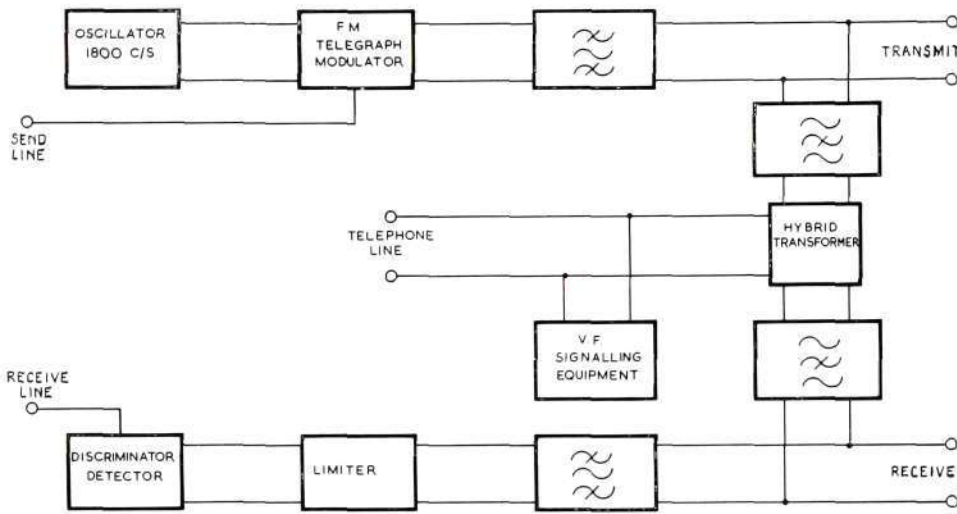 OSCILLATOR
1800 C/S
FM
TELEGRAPH
MODULATOR
TRANSMIT
SEND
LINE
TELEPHONE
LINE
HYBRID
TRANSFORMER
V F
SIGNALLING
EQUIPMENT
RECEIVE
LINE
DISCRIMINATOR
DETECTOR
LIMITER
RECEIVE